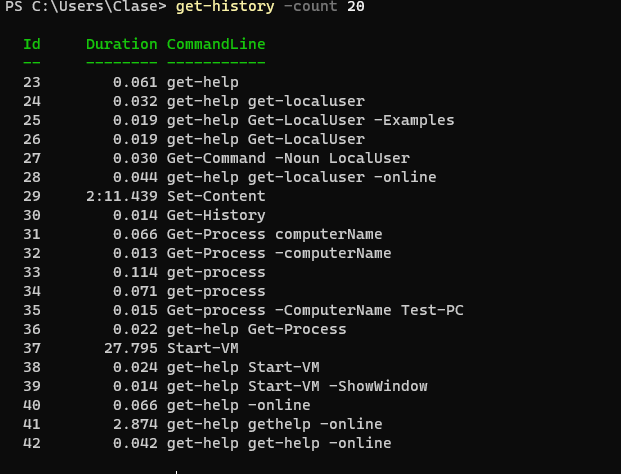 PS C:\Users\Clase> get-history -count 20
Id Duration CommandLine
-- -------- -----------
23 0.061 get-help
24 0.032 get-help get-localuser
25 0.019 get-help Get-LocalUser -Examples
26 0.019 get-help Get-LocalUser
27 0.030 Get-Command -Noun LocalUser
28 0.044 get-help get-localuser -online
29 2:11.439 Set-Content
30 0.014 Get-History
31 0.066 Get-Process computerName
32 0.013 Get-Process -computerName
33 0.114 get-process
34 0.071 get-process
35 0.015 Get-process -ComputerName Test-PC
36 0.022 get-help Get-Process
37 27.795 Start-VM
38 0.024 get-help Start-VM
39 0.014 get-help Start-VM -ShowWindow
40 0.066 get-help -online
41 2.874 get-help gethelp -online
42 0.042 get-help get-help -online